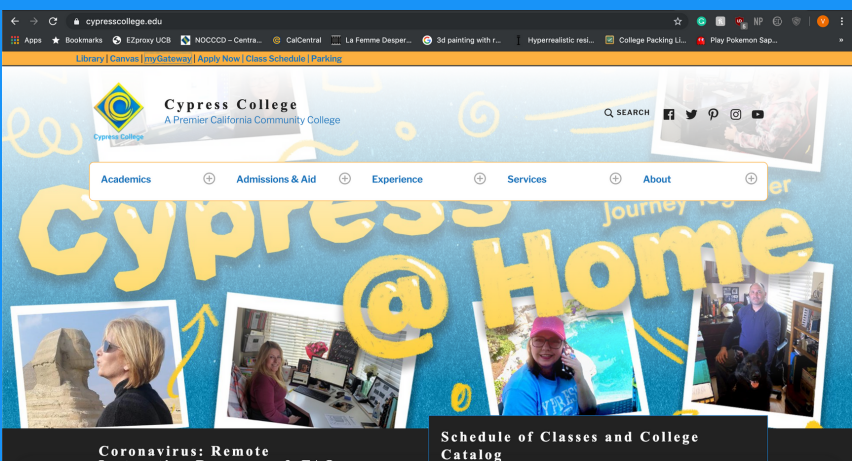 cypresscollege.edu
NP
V
Apps Bookmarks EZproxy UCB NOCCCD – Centra... CalCentral La Femme Desper... 3d painting with r... Hyperrealistic resi... College Packing Li... Play Pokemon Sap... »
Library | Canvas | myGateway | Apply Now | Class Schedule | Parking
Cypress College
A Premier California Community College
Cypress College
SEARCH
Academics Admissions & Aid Experience Services About
Cypress
Journey Together
@ Home
Coronavirus: Remote
Schedule of Classes and College
Catalog